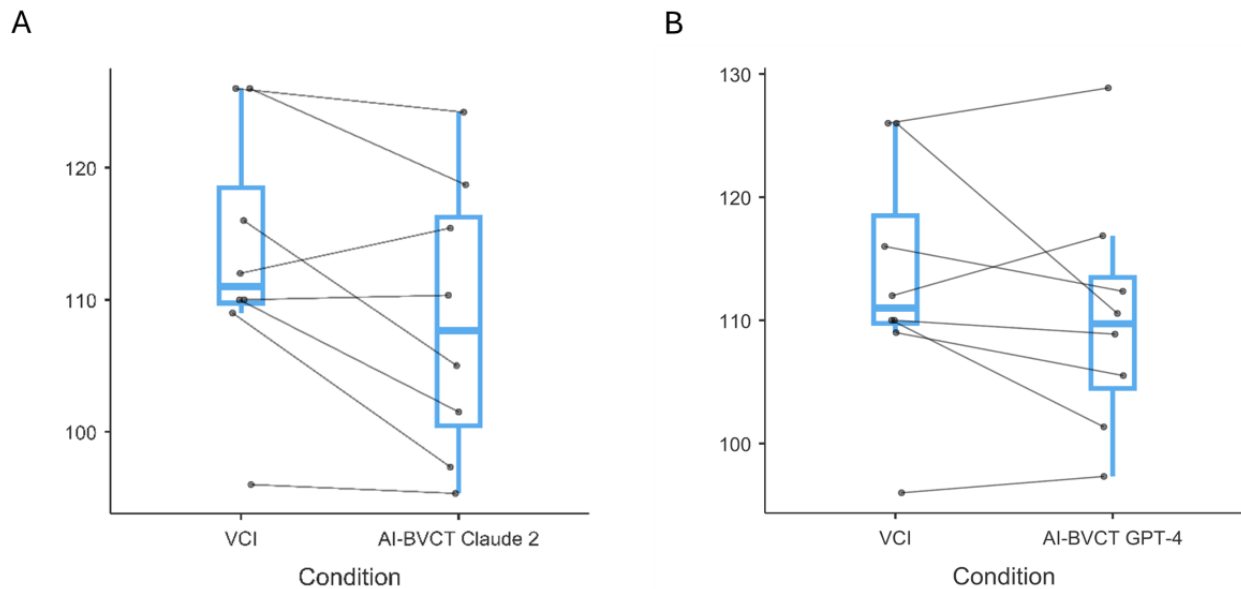 A
120
110
100
VCI
AI-BVCT Claude 2
Condition
B
130
120
110
100
VCI
AI-BVCT GPT-4
Condition